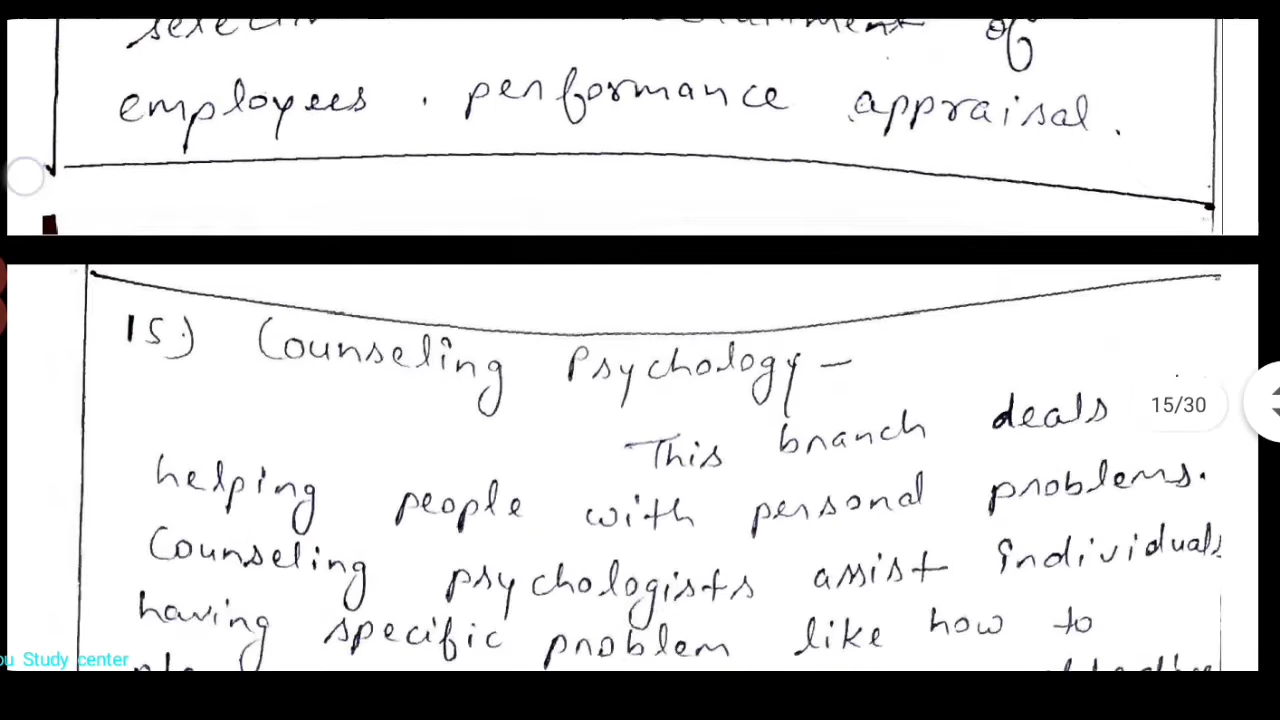 of
employees . performance appraisal.
15.) Counseling Psychology -
This branch deals
15/30
helping people with personal problems.
Counseling psychologists assist individuals
having specific problem like how to
ou Study center